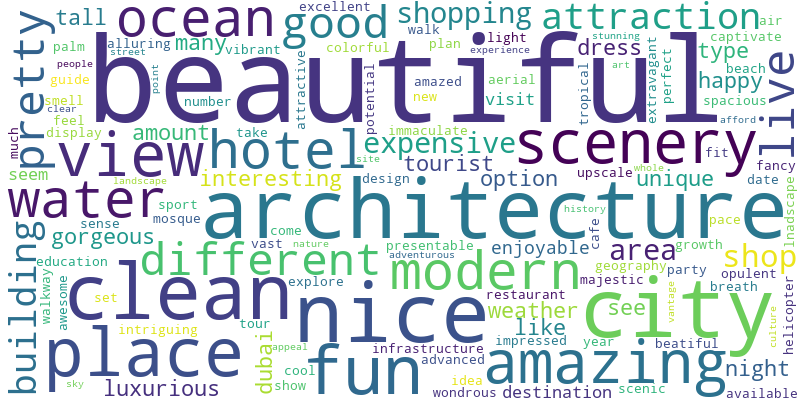 beautiful
architecture
city
nice
clean
scenery
amazing
place
fun
view
water
ocean
hotel
modern
different
pretty
good
shopping
attraction
live
building
shop
area
expensive
luxurious
gorgeous
tall
many
palm
alluring
vibrant
street
people
guide
smell
feel
clear
display
much
seem
amount
number
take
excellent
walk
colorful
plan
attractive
potential
amazed
new
light
aerial
visit
dress
tropical
stunning
art
experience
extravagant
perfect
type
happy
air
captivate
beach
spacious
point
afford
immaculate
tourist
site
interesting
design
option
upscale
fit
whole
unique
fancy
date
landscape
sport
mosque
sense
come
history
cafe
pace
lnadscape
education
walkway
awesome
vast
nature
explore
presentable
adventurous
enjoyable
geography
growth
party
opulent
breath
majestic
restaurant
weather
set
intriguing
tour
dubai
appeal
cool
show
infrastructure
advanced
idea
impressed
like
see
year
beatiful
vantage
culture
helicopter
night
sky
wondrous
destination
scenic
available